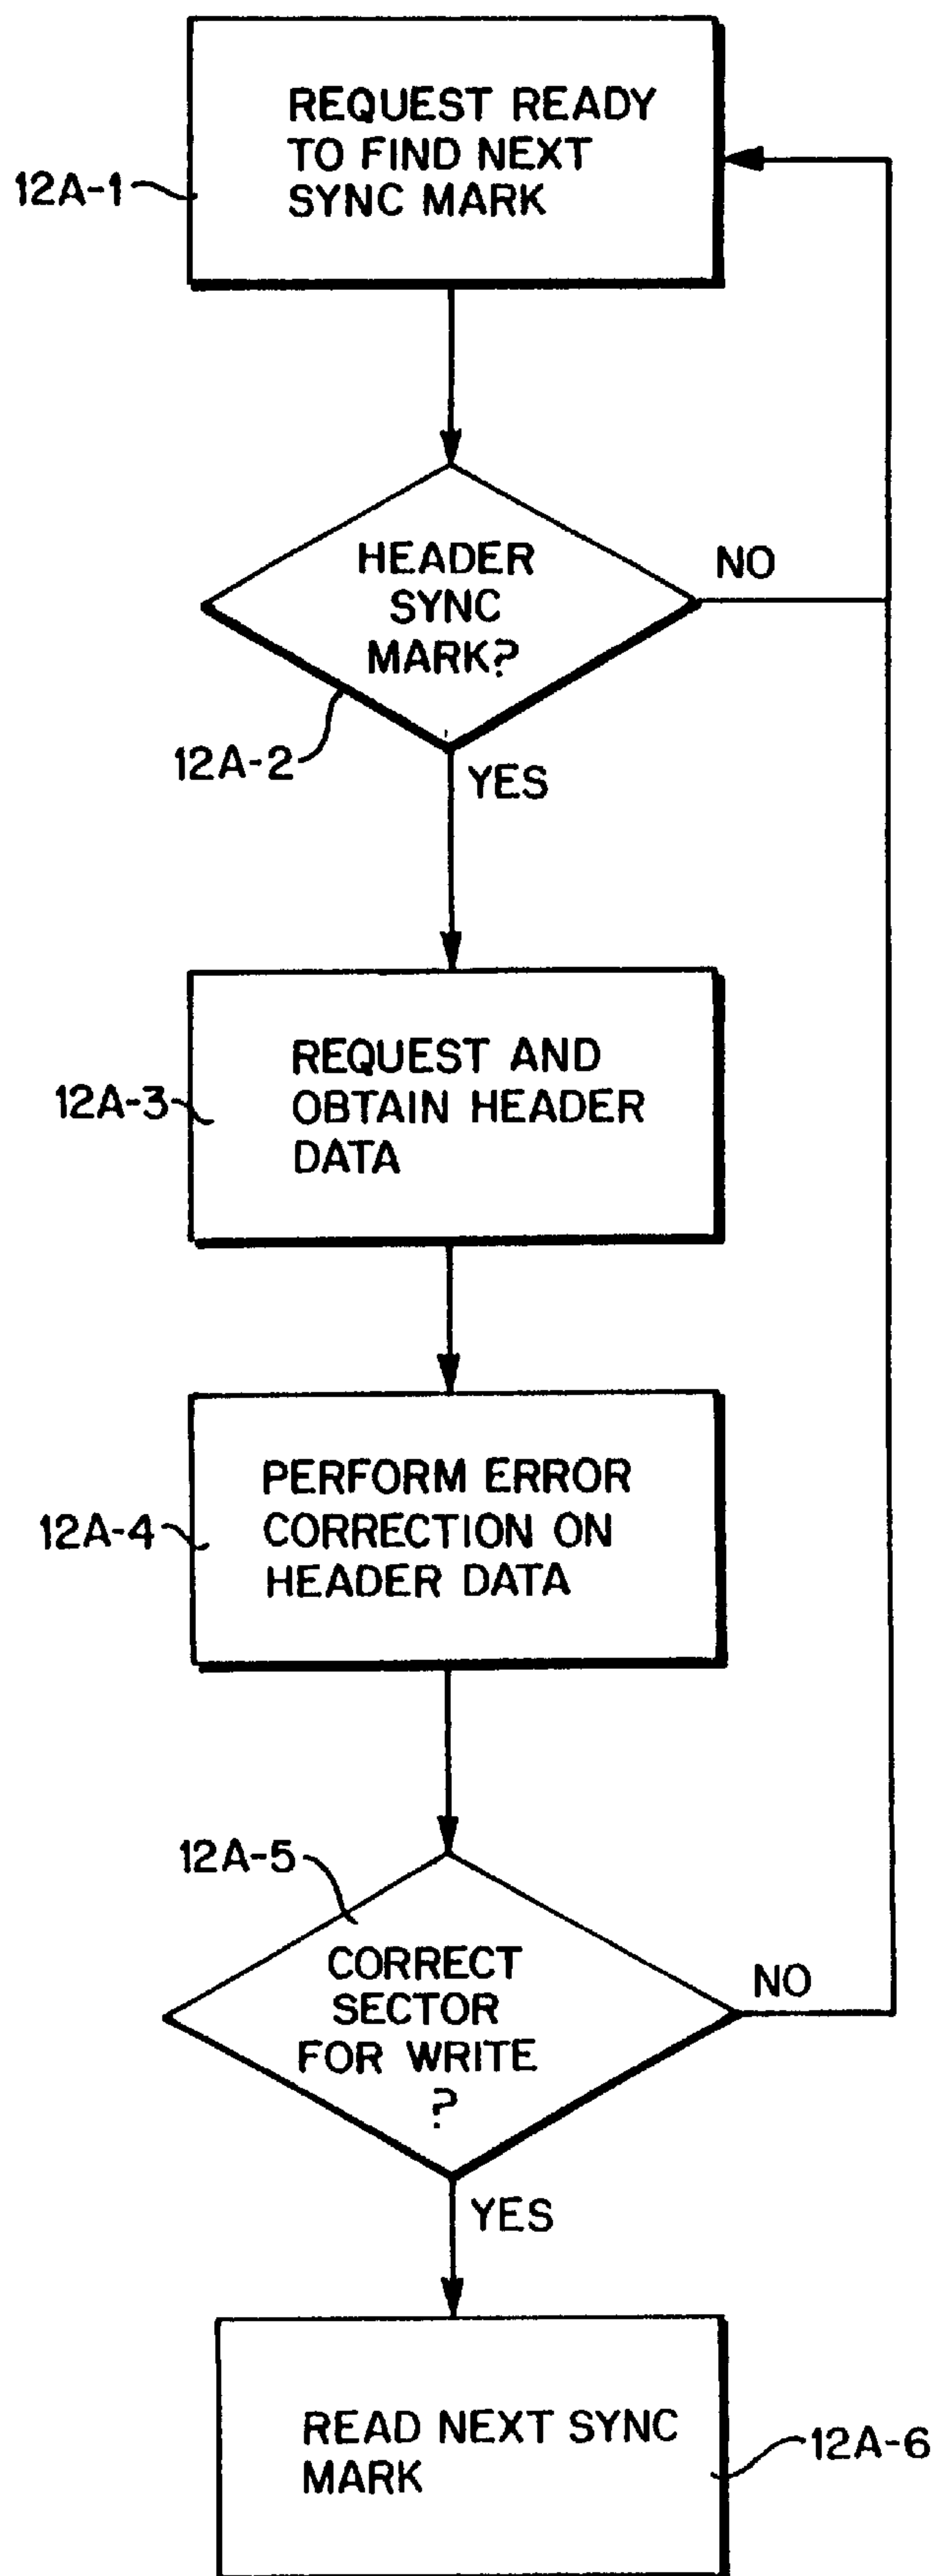 REQUEST READY
TO FIND NEXT
SYNC MARK
12A-1
HEADER
SYNC
MARK?
NO
12A-2
YES
REQUEST AND
OBTAIN HEADER
DATA
12A-3
PERFORM ERROR
CORRECTION ON
HEADER DATA
12A-4
12A-5
CORRECT
SECTOR
FOR WRITE
?
NO
YES
READ NEXT SYNC
MARK
12A-6